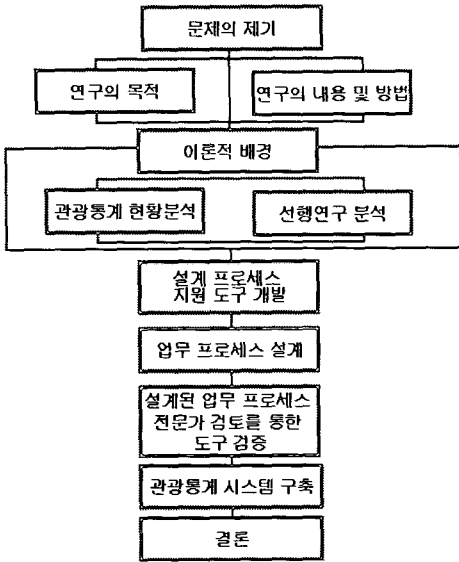 문제의 제기
연구의 목적
연구의 내용 및 방법
이론적 배경
관광통계 현황분석
선행연구 분석
설계 프로세스
지원 도구 개발
업무 프로세스 설계
설계된 업무 프로세스
전문가 검토를 통한
도구 검증
관광통계 시스템 구축
결론